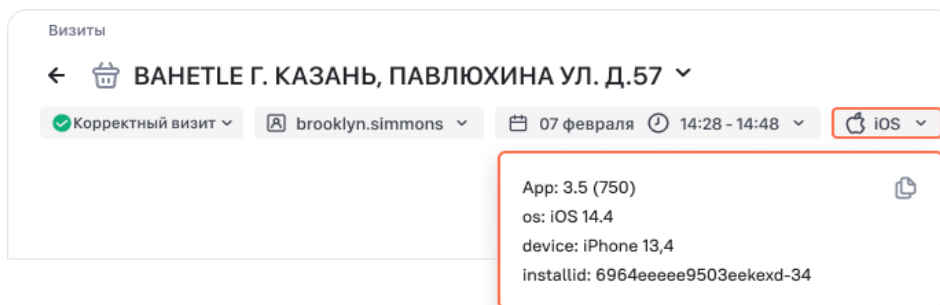 Визиты
BAHETLE Г. КАЗАНЬ, ПАВЛЮХИНА УЛ. Д.57
Корректный визит
brooklyn.simmons
07 февраля
14:28 - 14:48
iOS
App: 3.5 (750)
os: iOS 14.4
device: iPhone 13,4
installid: 6964eeeee9503eekexd-34